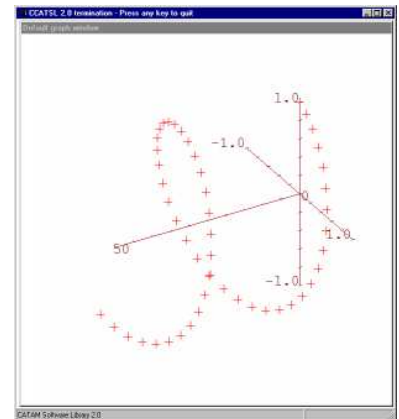 CCATSL 2.0 termination - Press any key to quit
Default graph window
1.0
-1.0
0
1.0
50
-1.0
CATAM Software Library 2.0